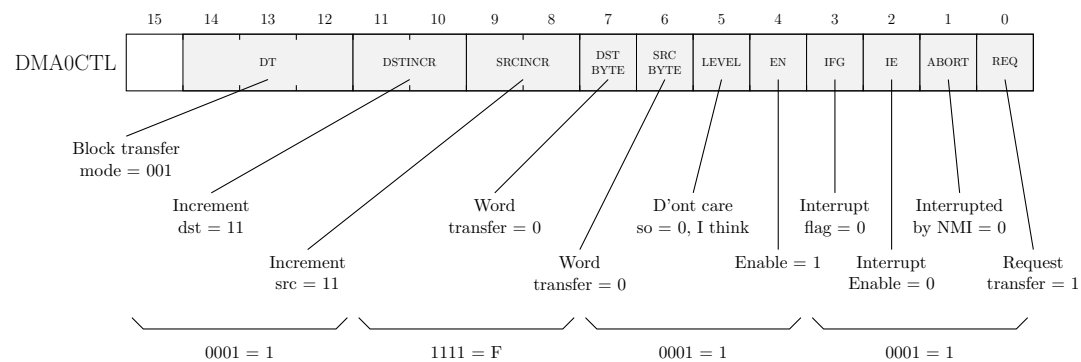 15 14 13 12 11 10 9 8 7 6 5 4 3 2 1 0
DMA0CTL DT DSTINCR SRCINCR DST BYTE SRC BYTE LEVEL EN IFG IE ABORT REQ
Block transfer
mode = 001
Increment
dst = 11
Word
transfer = 0
D'ont care
so = 0, I think
Interrupt
flag = 0
Interrupted
by NMI = 0
Increment
src = 11
Word
transfer = 0
Enable = 1
Interrupt
Enable = 0
Request
transfer = 1
0001 = 1 1111 = F 0001 = 1 0001 = 1